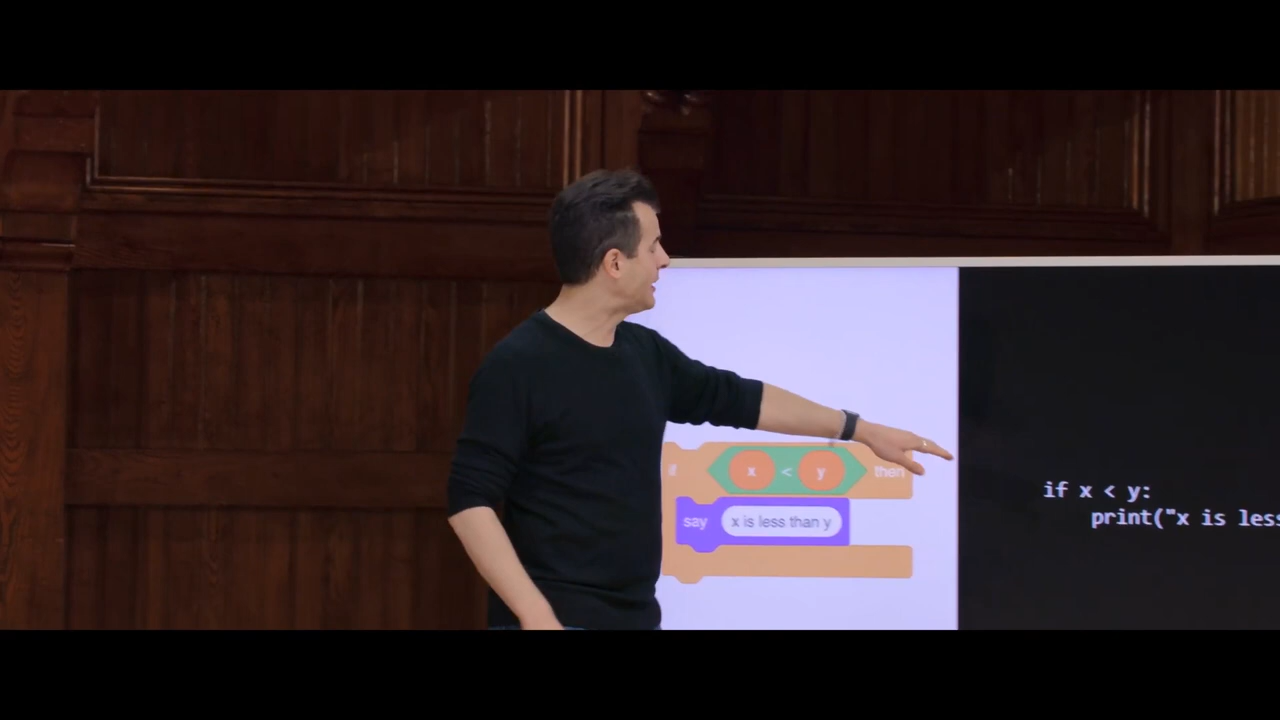 if x < y then
say x is less than y
if x < y:
print("x is less